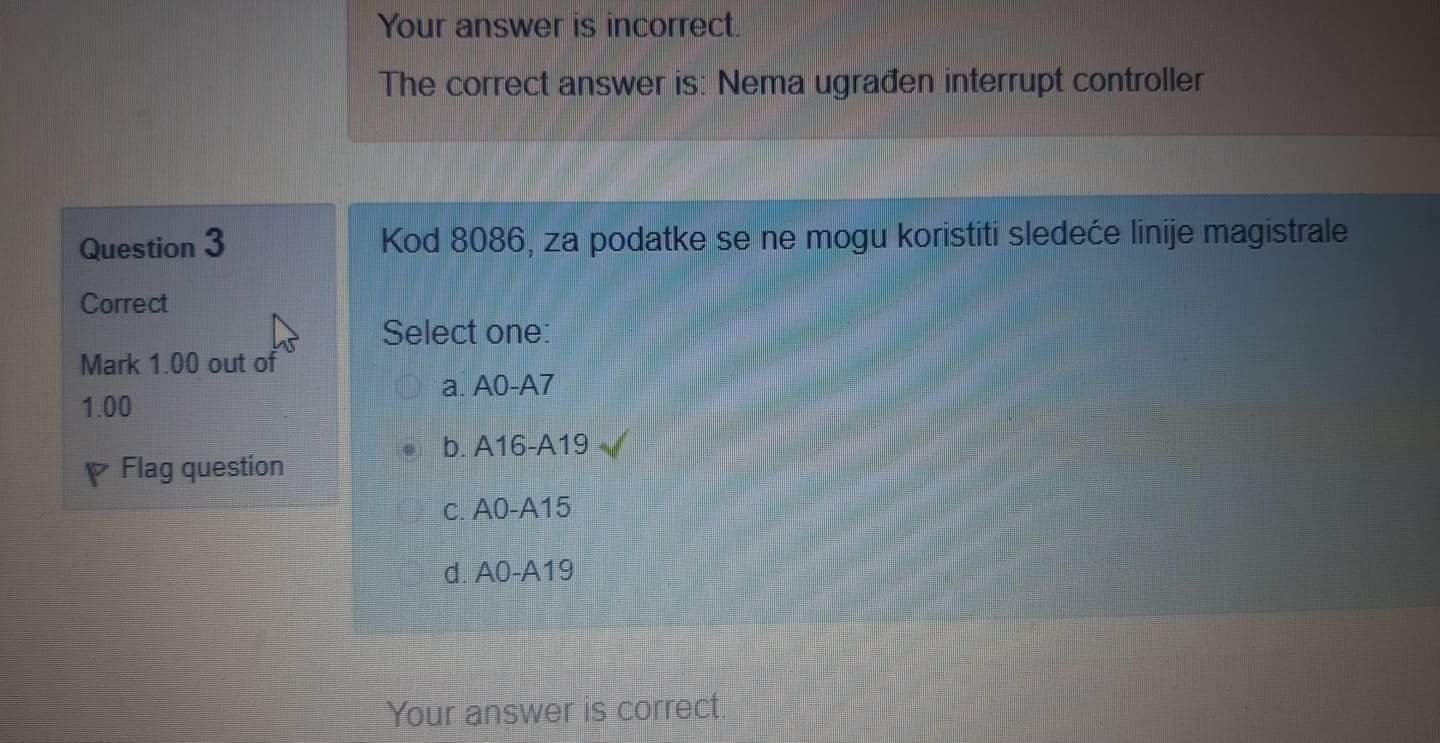 Your answer is incorrect.
The correct answer is: Nema ugrađen interrupt controller
Question 3
Correct
Mark 1.00 out of
1.00
Flag question
Kod 8086, za podatke se ne mogu koristiti sledeće linije magistrale
Select one:
a. A0-A7
b. A16-A19
c. A0-A15
d. A0-A19
Your answer is correct.